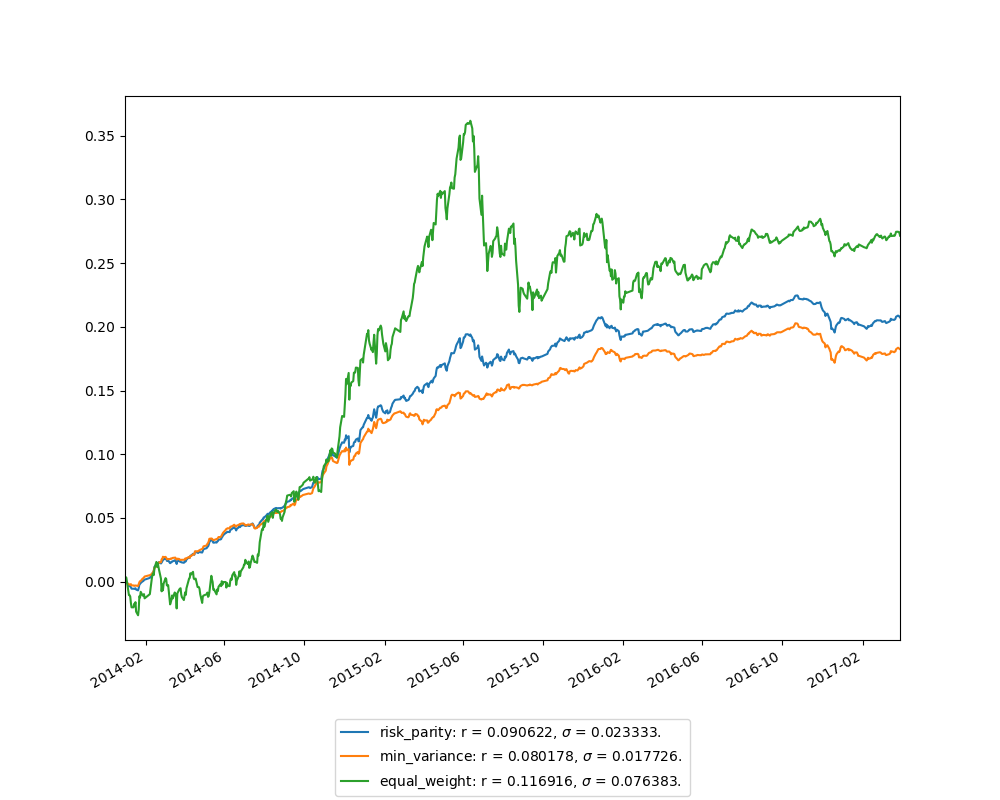 0.35
0.30
0.25
0.20
0.15
0.10
0.05
0.00
2014-02 2014-06 2014-10 2015-02 2015-06 2015-10 2016-02 2016-06 2016-10 2017-02
risk_parity: r = 0.090622, σ = 0.023333.
min_variance: r = 0.080178, σ = 0.017726.
equal_weight: r = 0.116916, σ = 0.076383.